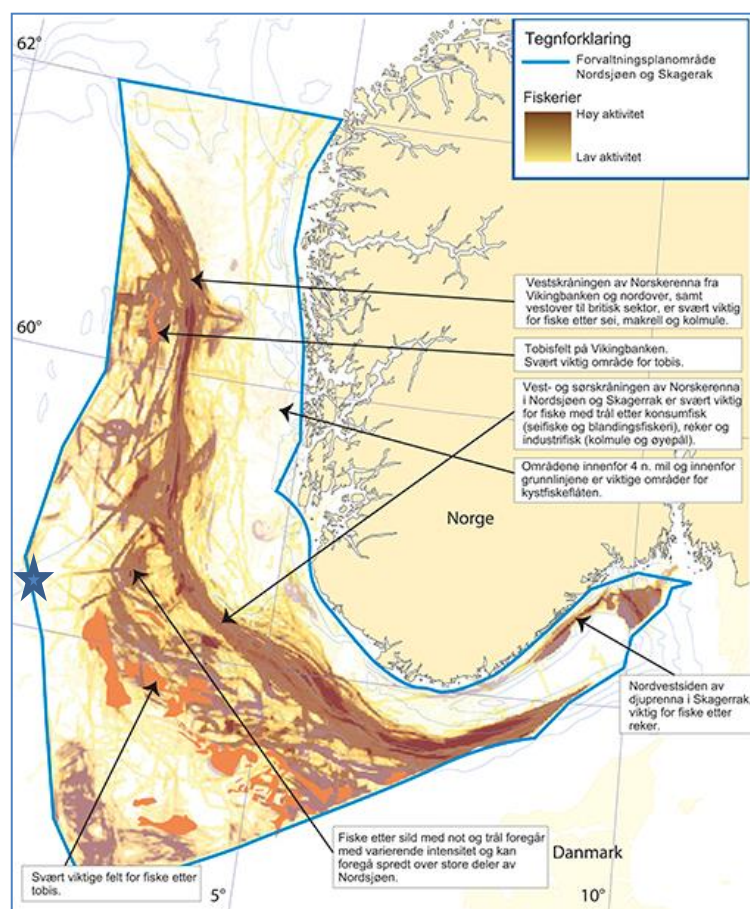 62°
Tegnforklaring
Forvaltningsplanområde
Nordsjøen og Skagerak
Fiskerier
Høy aktivitet
Lav aktivitet
Vestskråningen av Norskerenna fra
Vikingbanken og nordover, samt
vestover til britisk sektor, er svært viktig
for fiske etter sei, makrell og kolmule.
60°
Tobisfelt på Vikingbanken.
Svært viktig område for tobis.
Vest- og sørskråningen av Norskerenna
i Nordsjøen og Skagerrak er svært viktig
for fiske med trål etter konsumfisk
(seifiske og blandingsfiskeri), reker og
industrifisk (kolmule og øyepål).
Områdene innenfor 4 n. mil og innenfor
grunnlinjene er viktige områder for
kystfiskeflåten.
Norge
Nordvestsiden av
djuprenna i Skagerrak,
viktig for fiske etter
reker.
Fiske etter sild med not og trål foregår
med varierende intensitet og kan
foregå spredt over store deler av
Nordsjøen.
Danmark
Svært viktige felt for fiske etter
tobis.
5°
10°